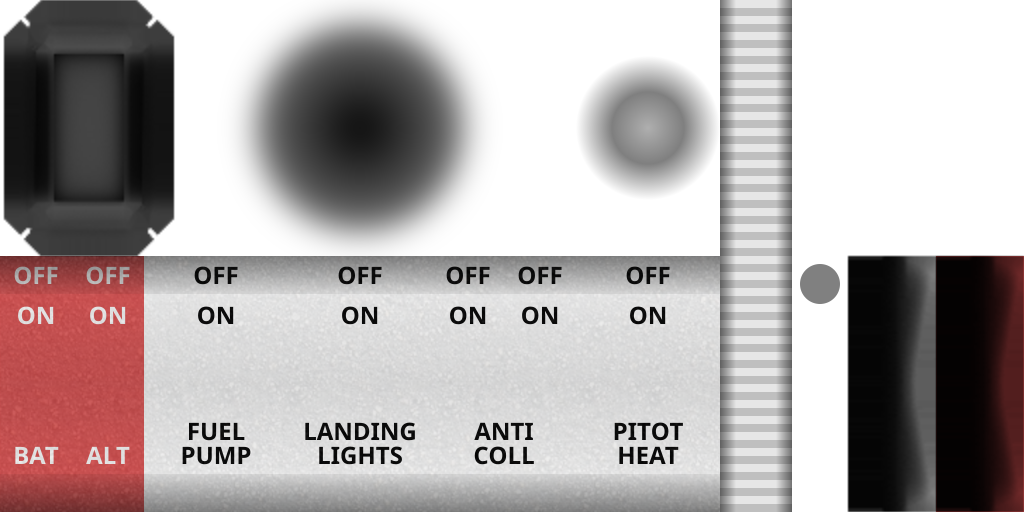 OFF OFF OFF OFF OFF OFF OFF
ON ON ON ON ON ON ON
FUEL LANDING ANTI PITOT
BAT ALT PUMP LIGHTS COLL HEAT